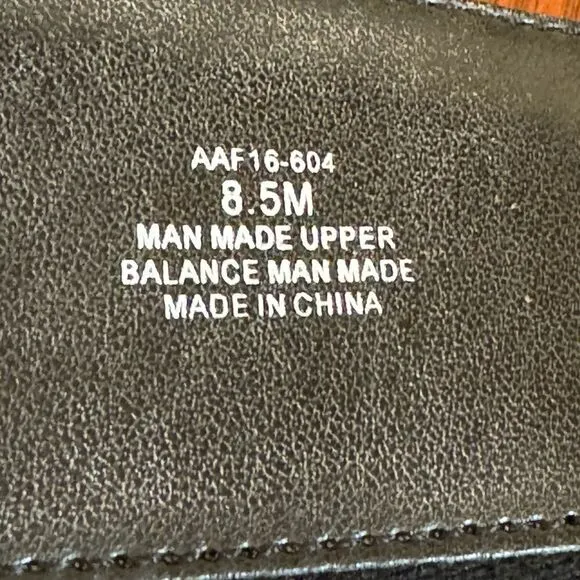 AAF16-604
8.5M
MAN MADE UPPER
BALANCE MAN MADE
MADE IN CHINA